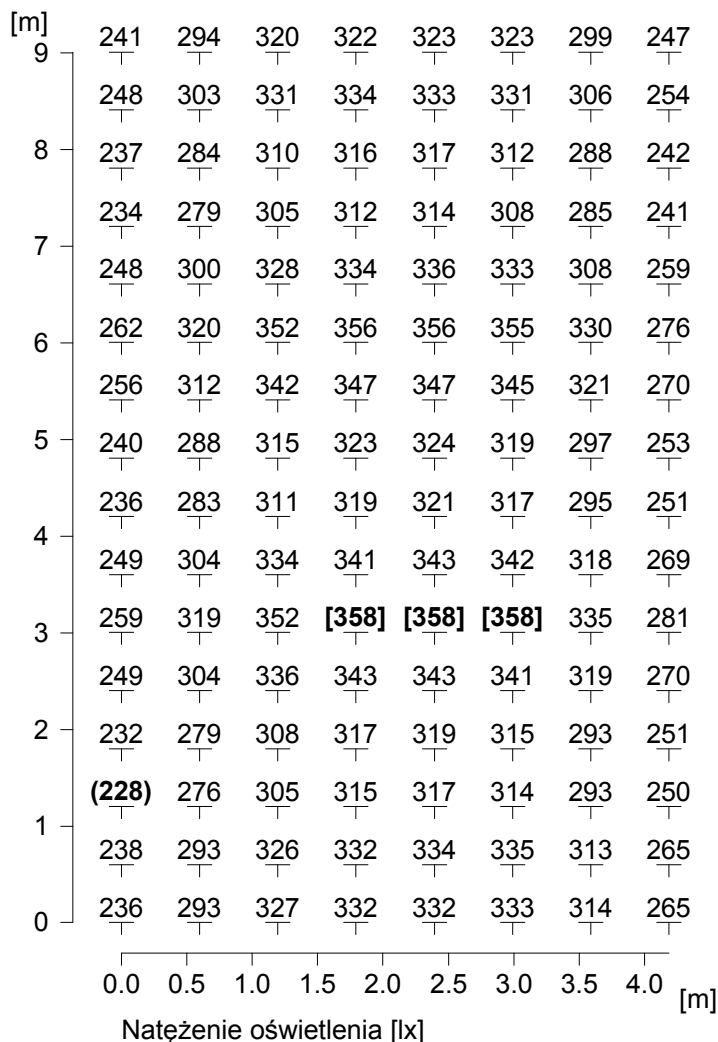 [m]
9 241 294 320 322 323 323 299 247
248 303 331 334 333 331 306 254
8 237 284 310 316 317 312 288 242
234 279 305 312 314 308 285 241
7
248 300 328 334 336 333 308 259
6 262 320 352 356 356 355 330 276
256 312 342 347 347 345 321 270
5 240 288 315 323 324 319 297 253
236 283 311 319 321 317 295 251
4
249 304 334 341 343 342 318 269
3 259 319 352 [358] [358] [358] 335 281
249 304 336 343 343 341 319 270
2 232 279 308 317 319 315 293 251
(228) 276 305 315 317 314 293 250
1
238 293 326 332 334 335 313 265
0 236 293 327 332 332 333 314 265
0.0 0.5 1.0 1.5 2.0 2.5 3.0 3.5 4.0 [m]
Natężenie oświetlenia [lx]